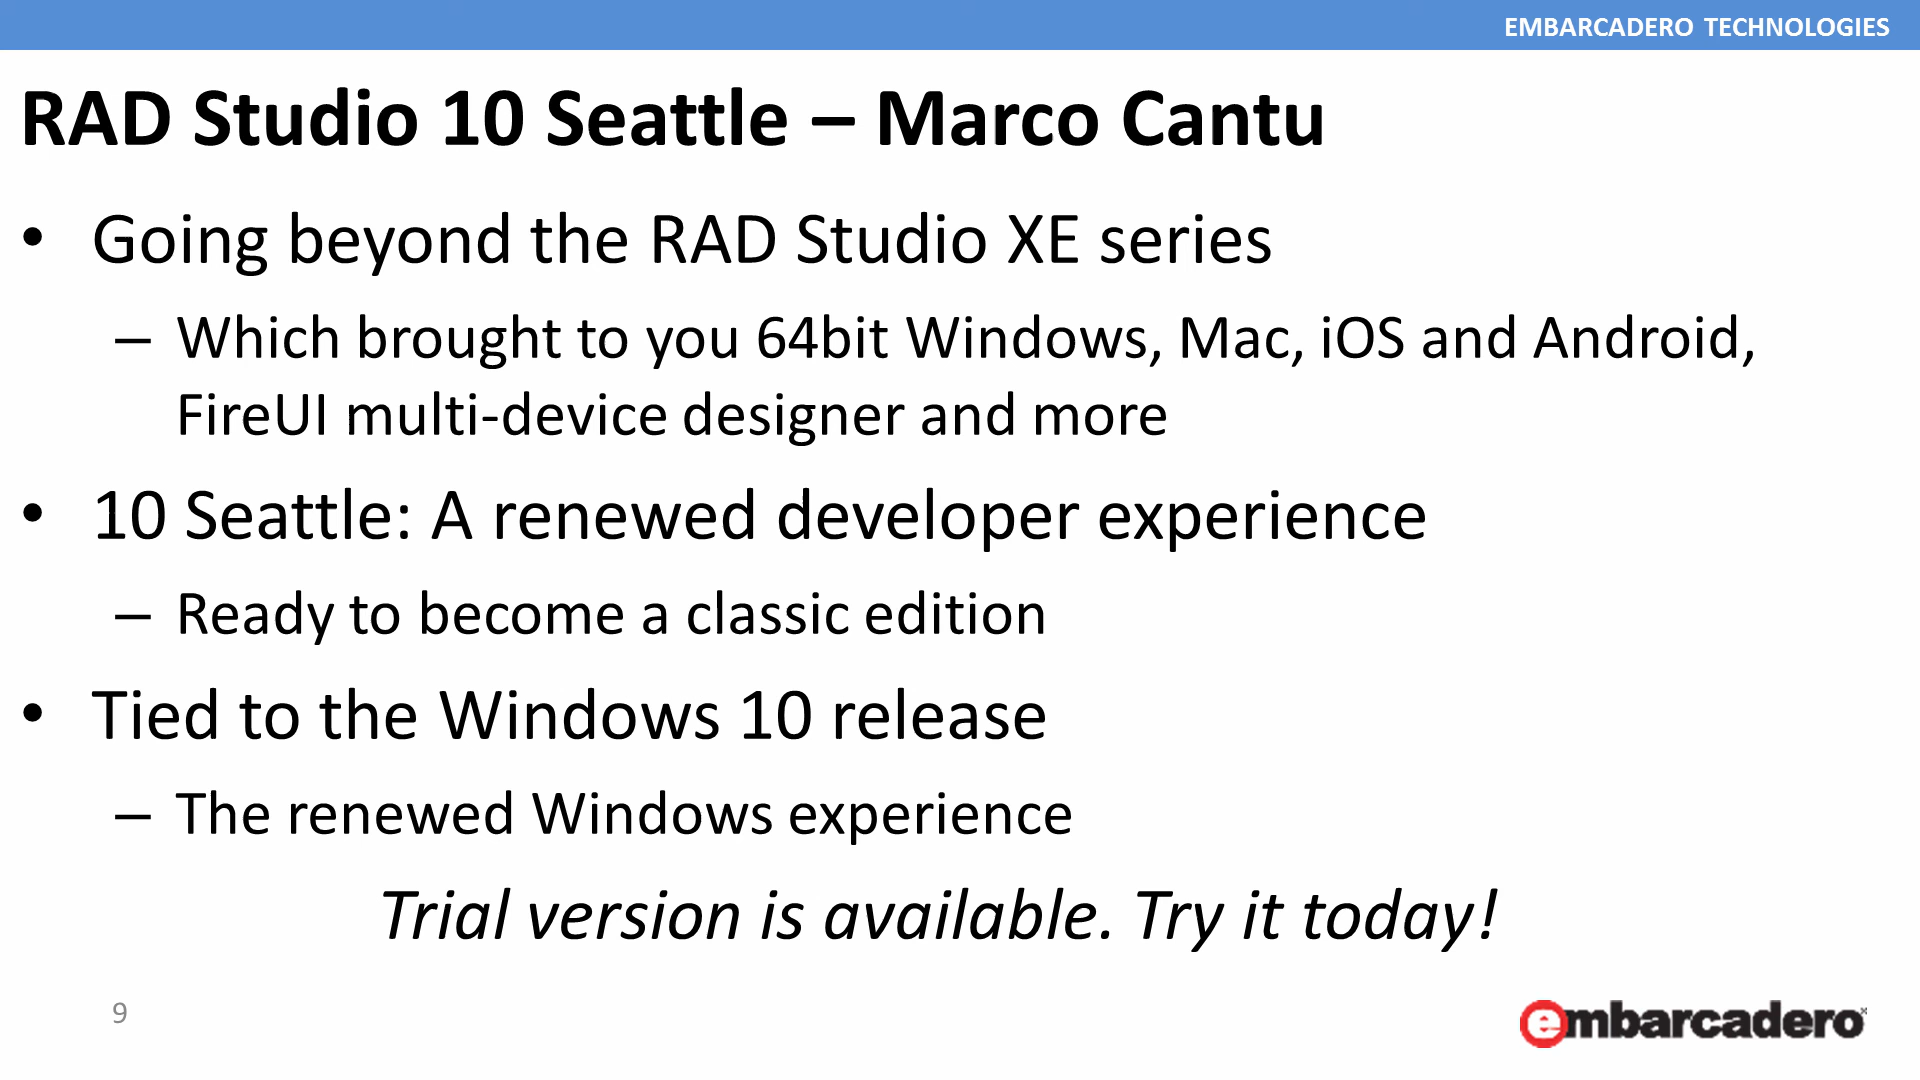 EMBARCADERO TECHNOLOGIES
RAD Studio 10 Seattle – Marco Cantu
• Going beyond the RAD Studio XE series
– Which brought to you 64bit Windows, Mac, iOS and Android,
FireUI multi-device designer and more
• 10 Seattle: A renewed developer experience
– Ready to become a classic edition
• Tied to the Windows 10 release
– The renewed Windows experience
Trial version is available. Try it today!
9
embarcadero